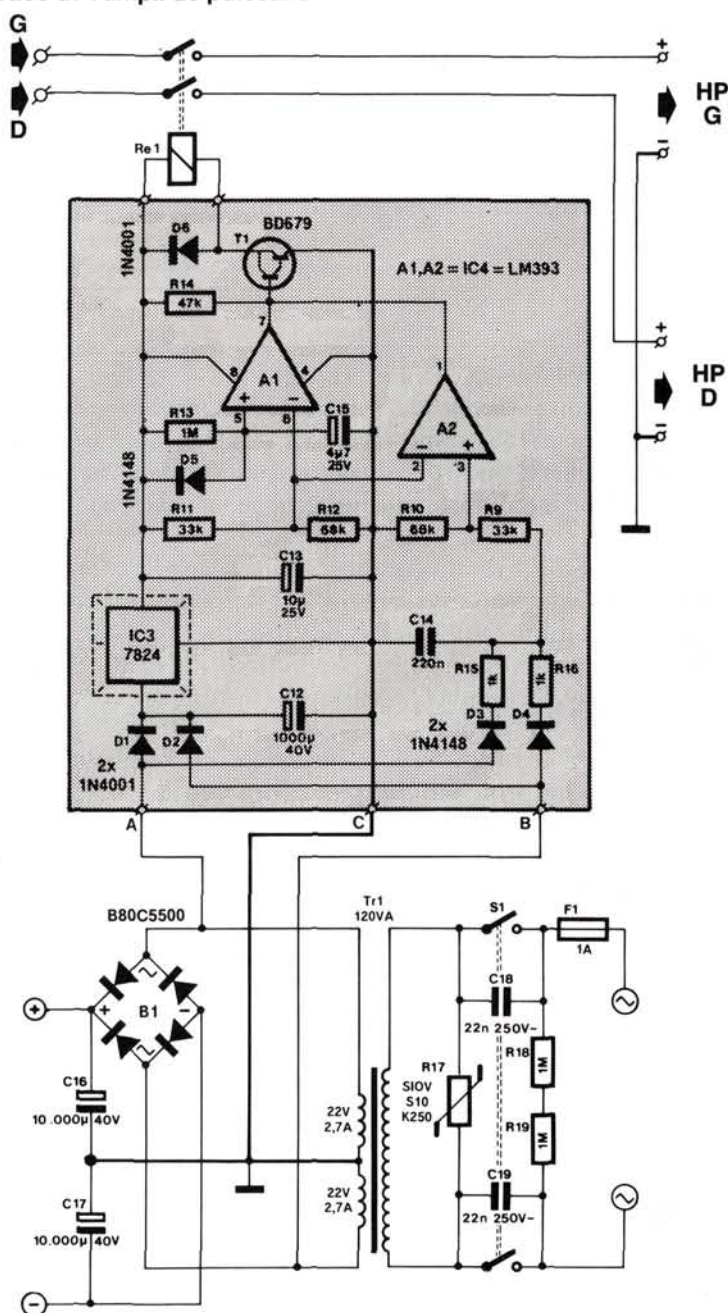 G
D
+
HP
G
−
Re 1
BD679
T1
D6
1N4001
A1,A2 = IC4 = LM393
R14
47k
7
8
4
A1
+
−
5
6
1
A2
−
+
2
3
R13
1M
C15
4µ7
25V
D5
1N4148
R11
33k
R12
68k
R10
68k
R9
33k
+
HP
D
−
C13
10µ
25V
IC3
7824
C14
220n
R15
1k
R16
1k
D1
D2
C12
1000µ
40V
D3
D4
2x
1N4148
2x
1N4001
A
C
B
B80C5500
Tr1
120VA
S1
F1
1A
+
B1
−
C16
10.000µ 40V
C17
10.000µ 40V
22V
2,7A
22V
2,7A
R17
SIOV
S10
K250
C18
22n 250V~
R18
1M
R19
1M
C19
22n 250V~
+
−